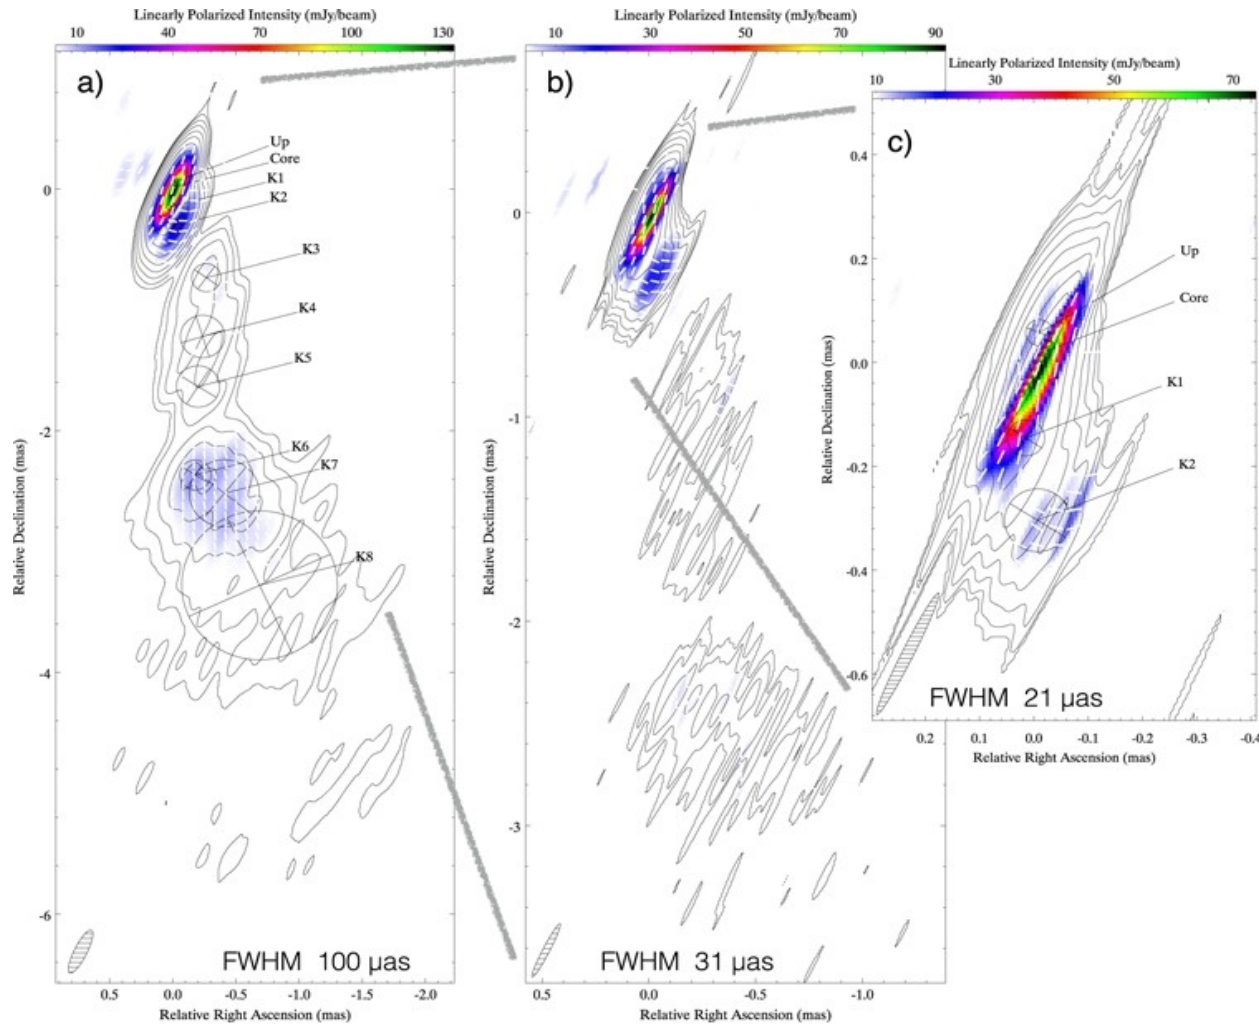 Linearly Polarized Intensity (mJy/beam)
10 40 70 100 130
a)
Up
Core
K1
K2
K3
K4
K5
K6
K7
K8
0
-2
-4
-6
Relative Declination (mas)
FWHM 100 μas
0.5 0.0 -0.5 -1.0 -1.5 -2.0
Relative Right Ascension (mas)
Linearly Polarized Intensity (mJy/beam)
10 30 50 70 90
b)
0
-1
-2
-3
Relative Declination (mas)
FWHM 31 μas
0.5 0.0 -0.5 -1.0
Relative Right Ascension (mas)
Linearly Polarized Intensity (mJy/beam)
10 30 50 70
c)
Up
Core
K1
K2
0.4
0.2
0.0
-0.2
-0.4
-0.6
Relative Declination (mas)
FWHM 21 μas
0.2 0.1 0.0 -0.1 -0.2 -0.3 -0.4
Relative Right Ascension (mas)